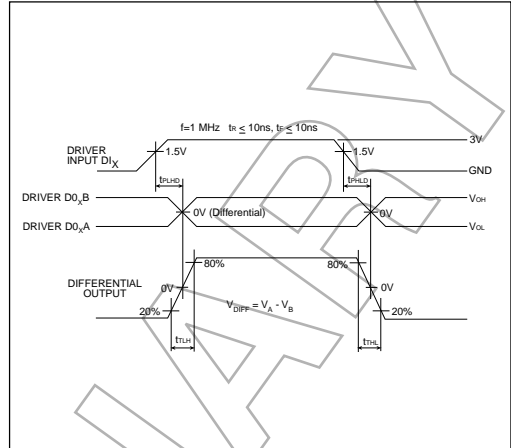 f=1 MHz tR ≤ 10ns, tF ≤ 10ns
3V
DRIVER
INPUT DIX
1.5V
1.5V
GND
tPLHD
tPHLD
DRIVER D0XB
VOH
0V (Differential)
0V
DRIVER D0XA
VOL
80%
80%
DIFFERENTIAL
OUTPUT
0V
0V
VDIFF = VA - VB
20%
20%
tTLH
tTHL